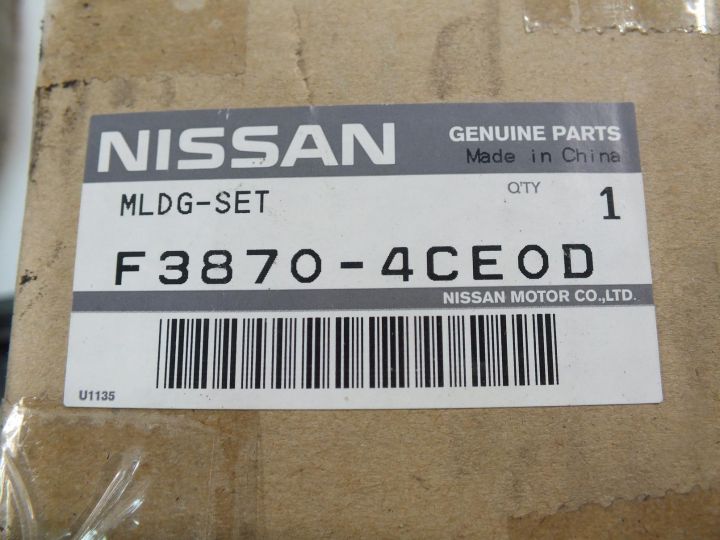 NISSAN
GENUINE PARTS
Made in China
MLDG-SET
Q'TY 1
F3870-4CE0D
NISSAN MOTOR CO.,LTD.
U1135